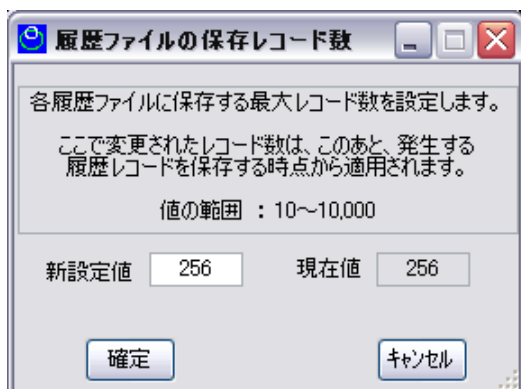 履歴ファイルの保存レコード数
各履歴ファイルに保存する最大レコード数を設定します。
ここで変更されたレコード数は、このあと、発生する
履歴レコードを保存する時点から適用されます。
値の範囲 : 10~10,000
新設定値 256 現在値 256
確定 キャンセル